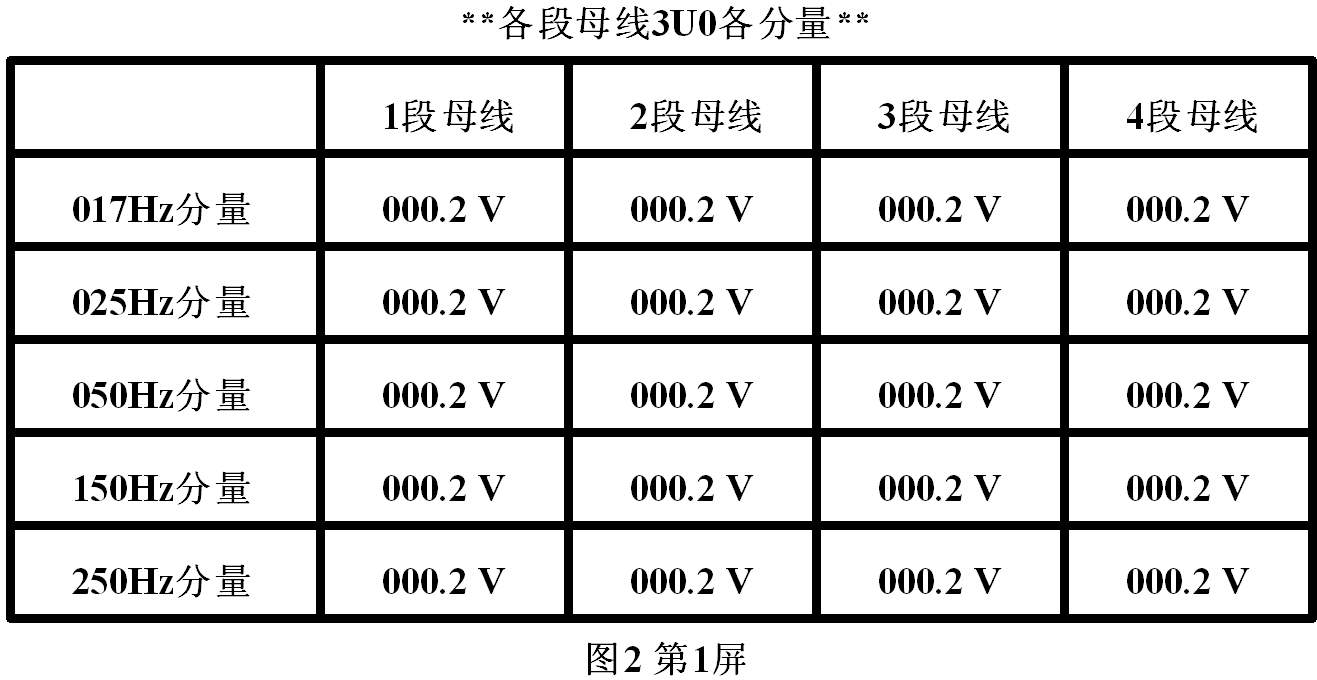 **各段母线3U0各分量**
1段母线 2段母线 3段母线 4段母线
017Hz分量 000.2 V 000.2 V 000.2 V 000.2 V
025Hz分量 000.2 V 000.2 V 000.2 V 000.2 V
050Hz分量 000.2 V 000.2 V 000.2 V 000.2 V
150Hz分量 000.2 V 000.2 V 000.2 V 000.2 V
250Hz分量 000.2 V 000.2 V 000.2 V 000.2 V
图2 第1屏